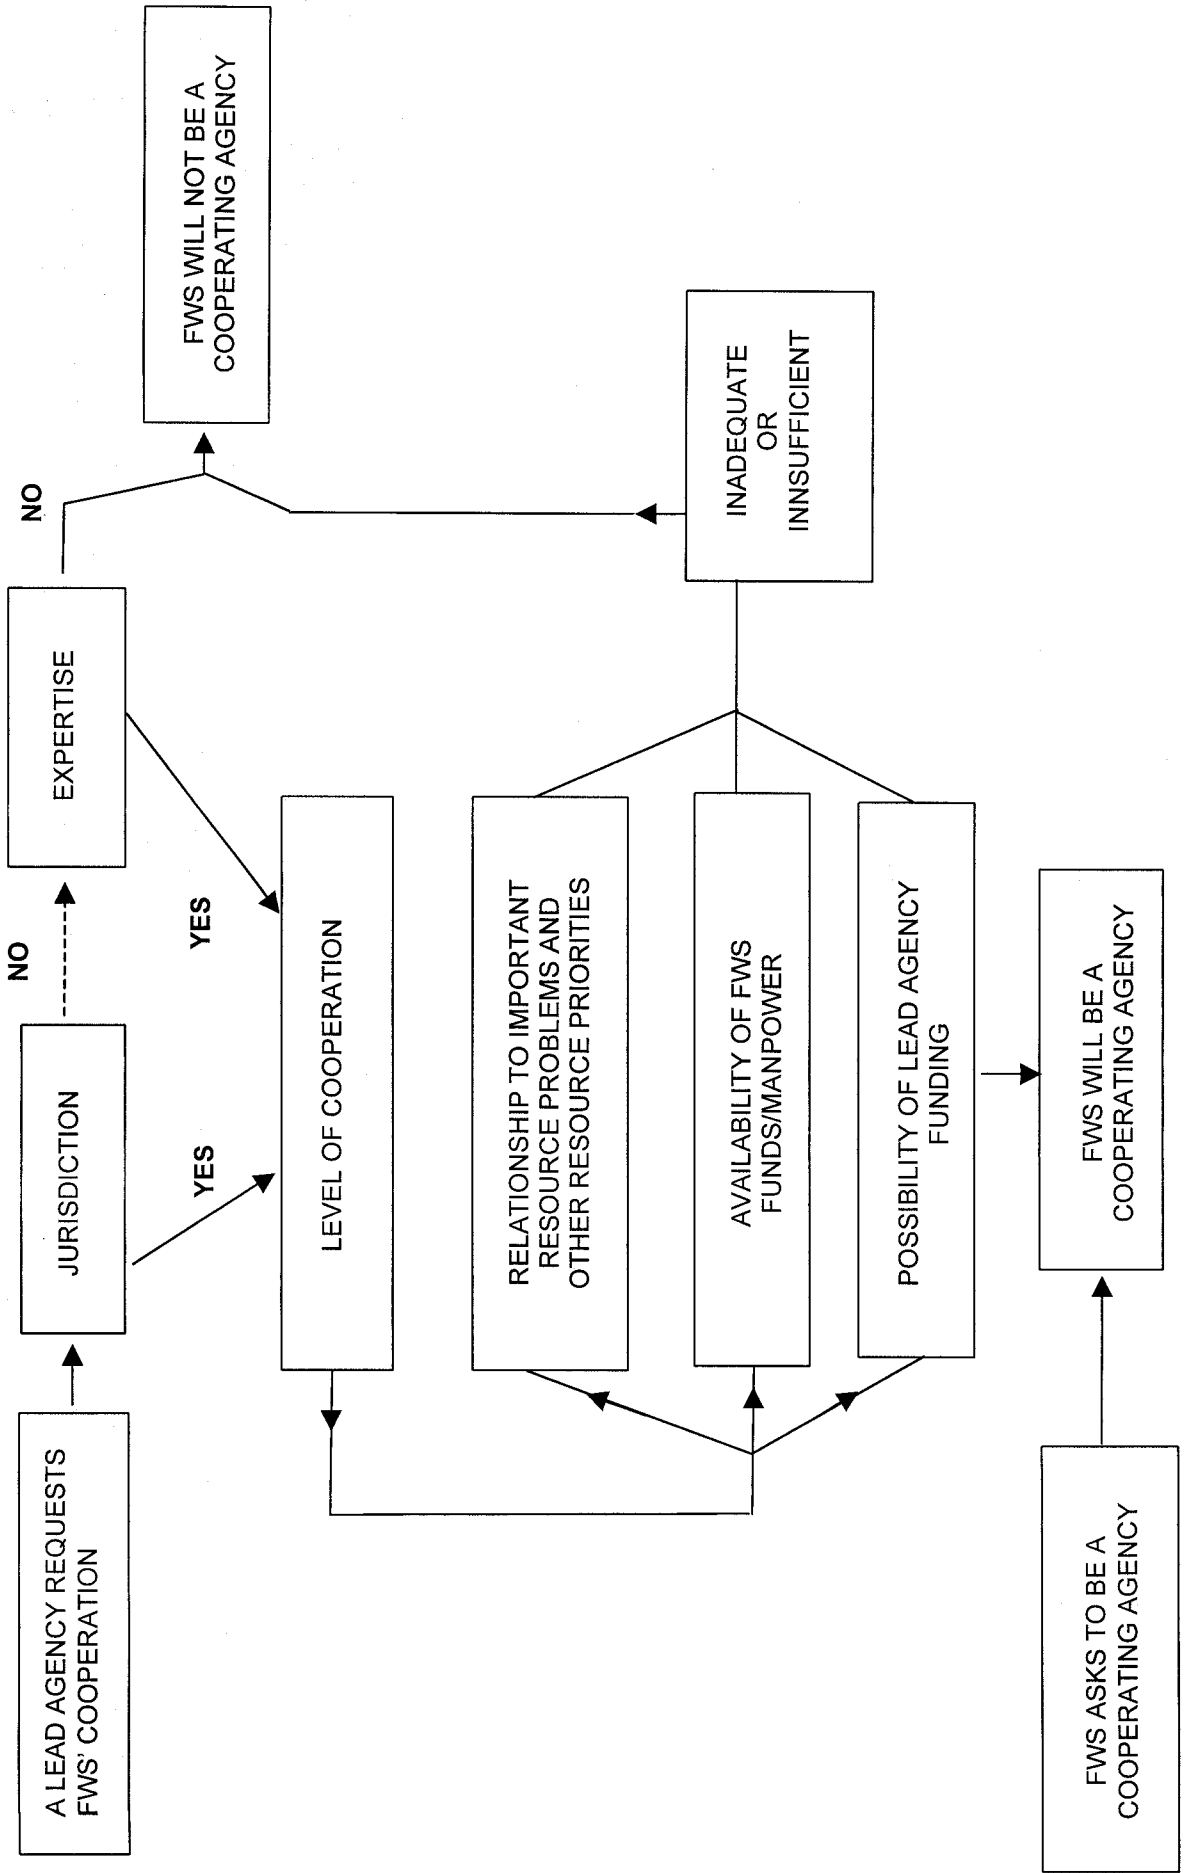 A LEAD AGENCY REQUESTS
FWS' COOPERATION
JURISDICTION
NO
EXPERTISE
NO
FWS WILL NOT BE A
COOPERATING AGENCY
YES
YES
LEVEL OF COOPERATION
RELATIONSHIP TO IMPORTANT
RESOURCE PROBLEMS AND
OTHER RESOURCE PRIORITIES
AVAILABILITY OF FWS
FUNDS/MANPOWER
POSSIBILITY OF LEAD AGENCY
FUNDING
INADEQUATE
OR
INNSUFFICIENT
FWS ASKS TO BE A
COOPERATING AGENCY
FWS WILL BE A
COOPERATING AGENCY